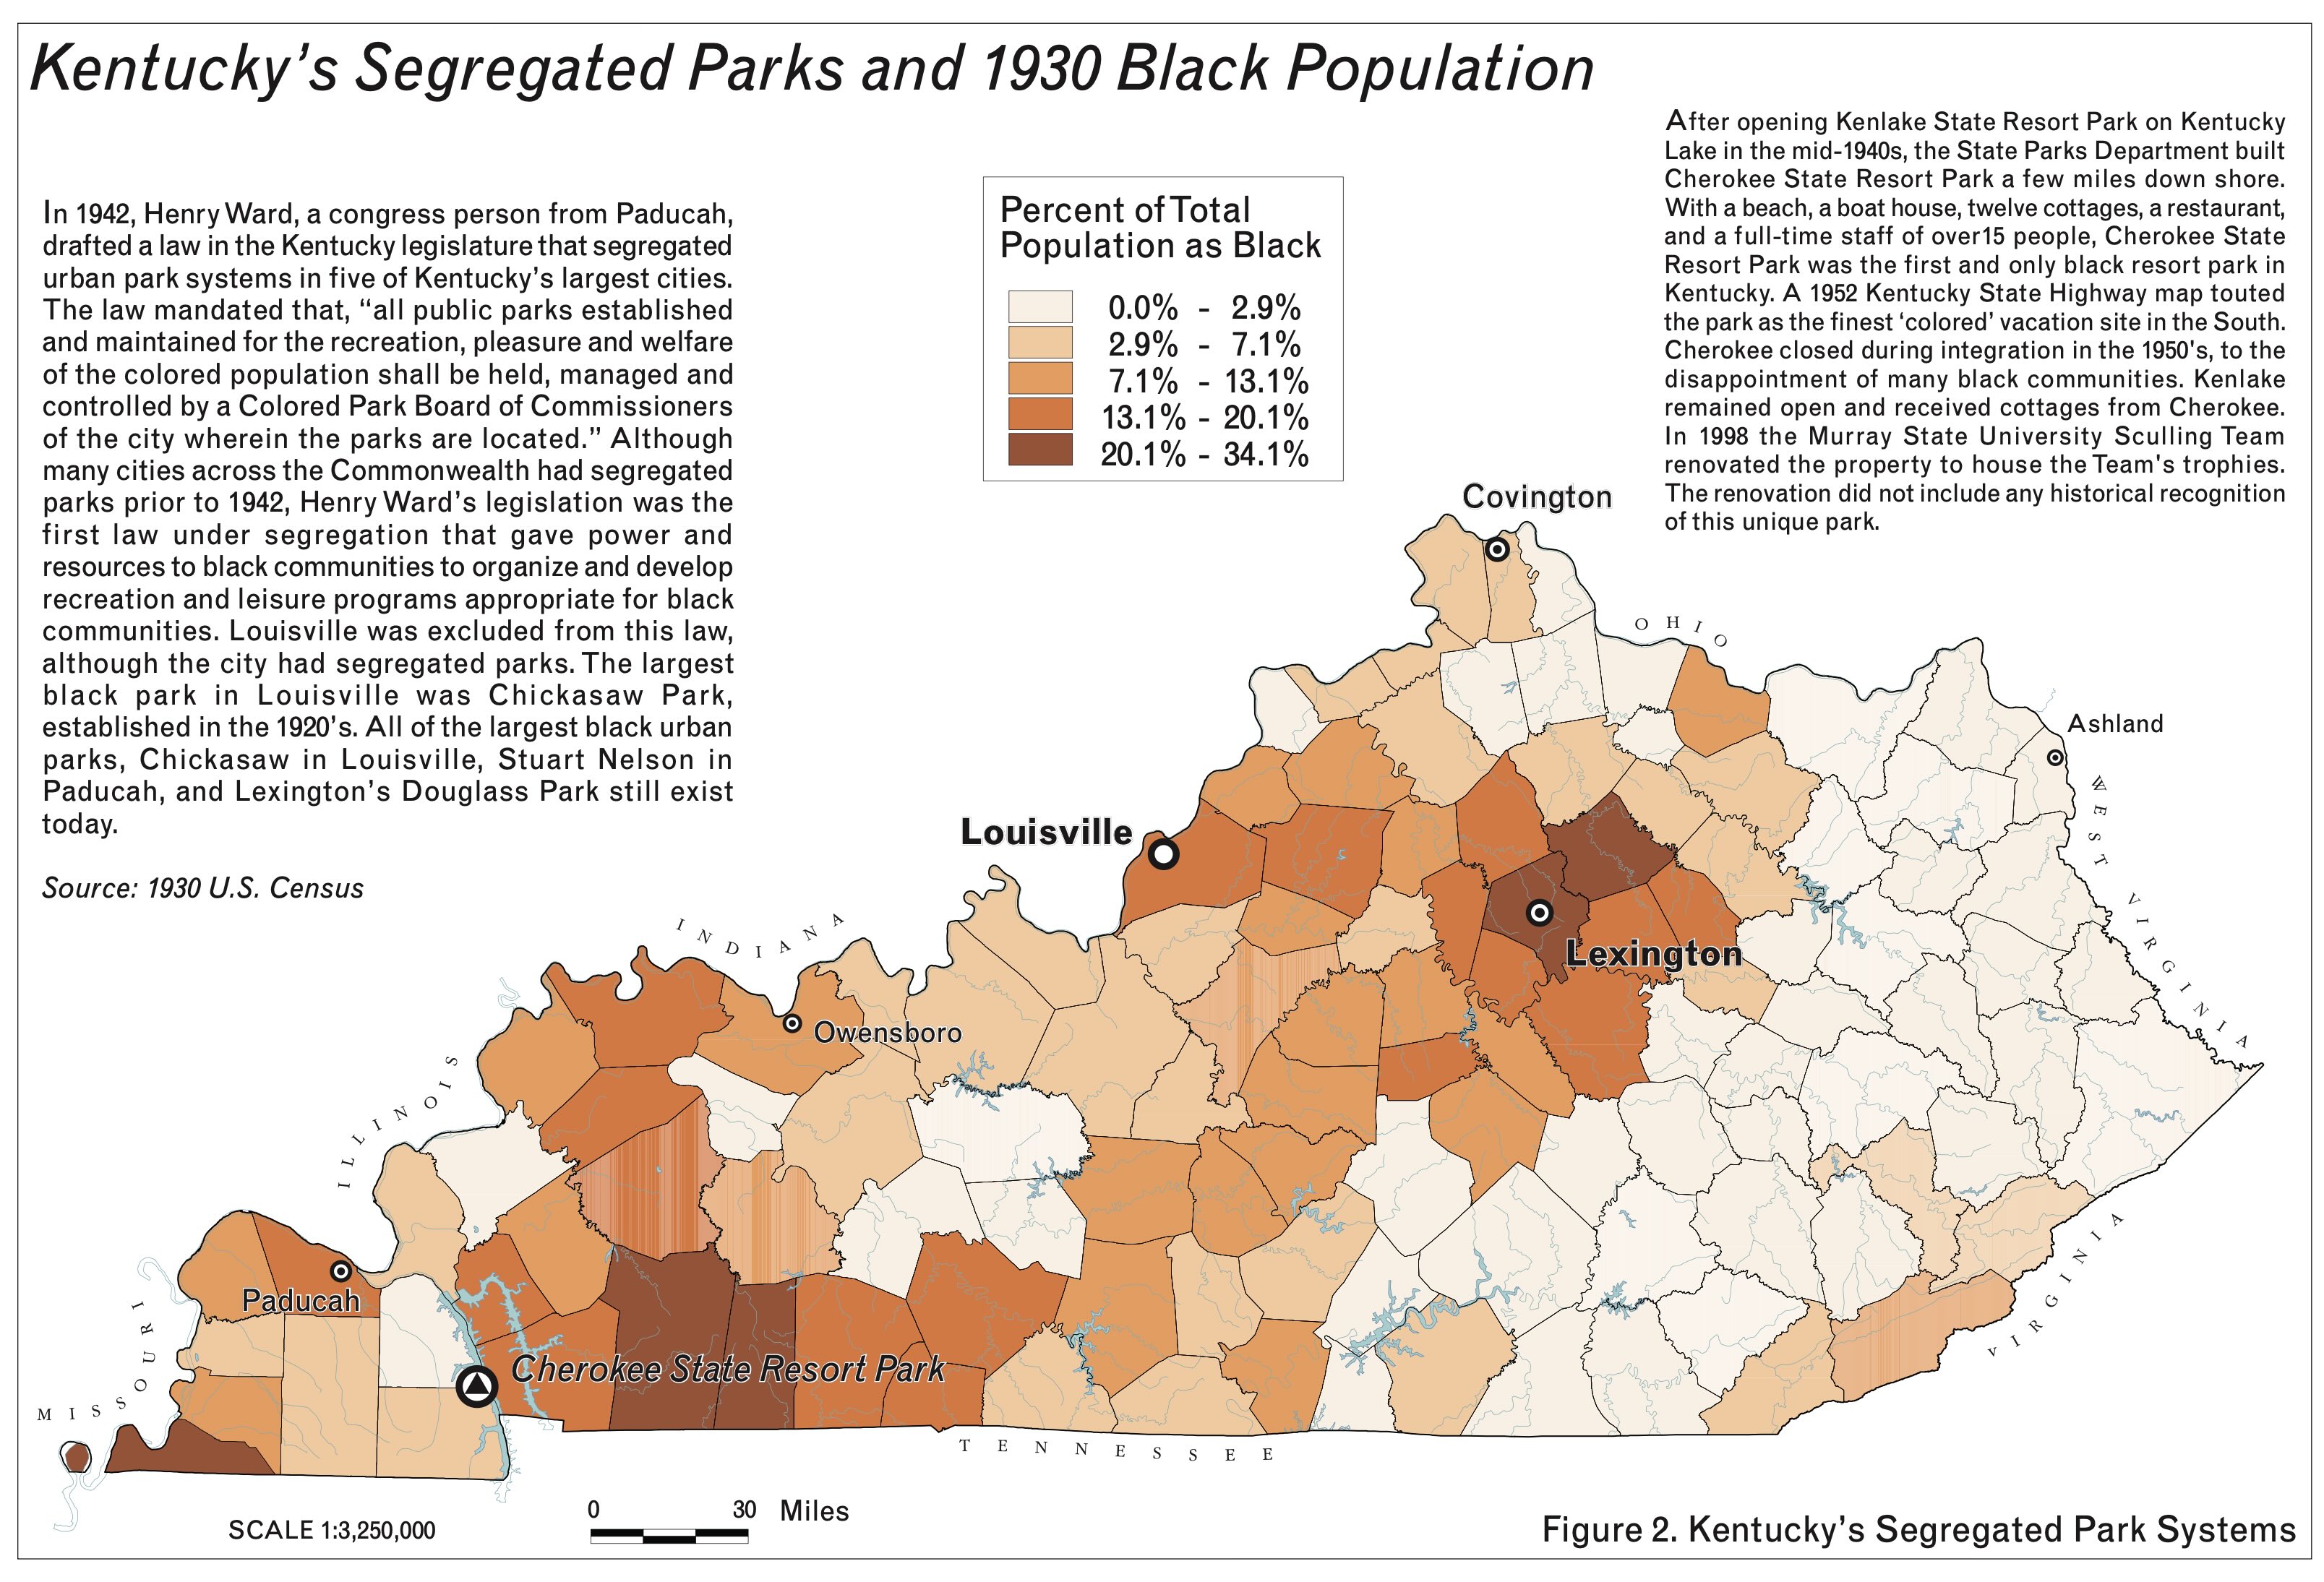 Kentucky's Segregated Parks and 1930 Black Population
After opening Kenlake State Resort Park on Kentucky
Lake in the mid-1940s, the State Parks Department built
Cherokee State Resort Park a few miles down shore.
With a beach, a boat house, twelve cottages, a restaurant,
and a full-time staff of over15 people, Cherokee State
Resort Park was the first and only black resort park in
Kentucky. A 1952 Kentucky State Highway map touted
the park as the finest ‘colored’ vacation site in the South.
Cherokee closed during integration in the 1950's, to the
disappointment of many black communities. Kenlake
remained open and received cottages from Cherokee.
In 1998 the Murray State University Sculling Team
renovated the property to house the Team's trophies.
The renovation did not include any historical recognition
of this unique park.
In 1942, Henry Ward, a congress person from Paducah,
drafted a law in the Kentucky legislature that segregated
urban park systems in five of Kentucky's largest cities.
The law mandated that, “all public parks established
and maintained for the recreation, pleasure and welfare
of the colored population shall be held, managed and
controlled by a Colored Park Board of Commissioners
of the city wherein the parks are located.” Although
many cities across the Commonwealth had segregated
parks prior to 1942, Henry Ward's legislation was the
first law under segregation that gave power and
resources to black communities to organize and develop
recreation and leisure programs appropriate for black
communities. Louisville was excluded from this law,
although the city had segregated parks. The largest
black park in Louisville was Chickasaw Park,
established in the 1920's. All of the largest black urban
parks, Chickasaw in Louisville, Stuart Nelson in
Paducah, and Lexington's Douglass Park still exist
today.
Source: 1930 U.S. Census
Percent of Total
Population as Black
0.0% - 2.9%
2.9% - 7.1%
7.1% - 13.1%
13.1% - 20.1%
20.1% - 34.1%
Covington
OHIO
Ashland
WEST VIRGINIA
Louisville
INDIANA
Lexington
Owensboro
ILLINOIS
Paducah
MISSOURI
Cherokee State Resort Park
VIRGINIA
TENNESSEE
0 30 Miles
SCALE 1:3,250,000
Figure 2. Kentucky's Segregated Park Systems